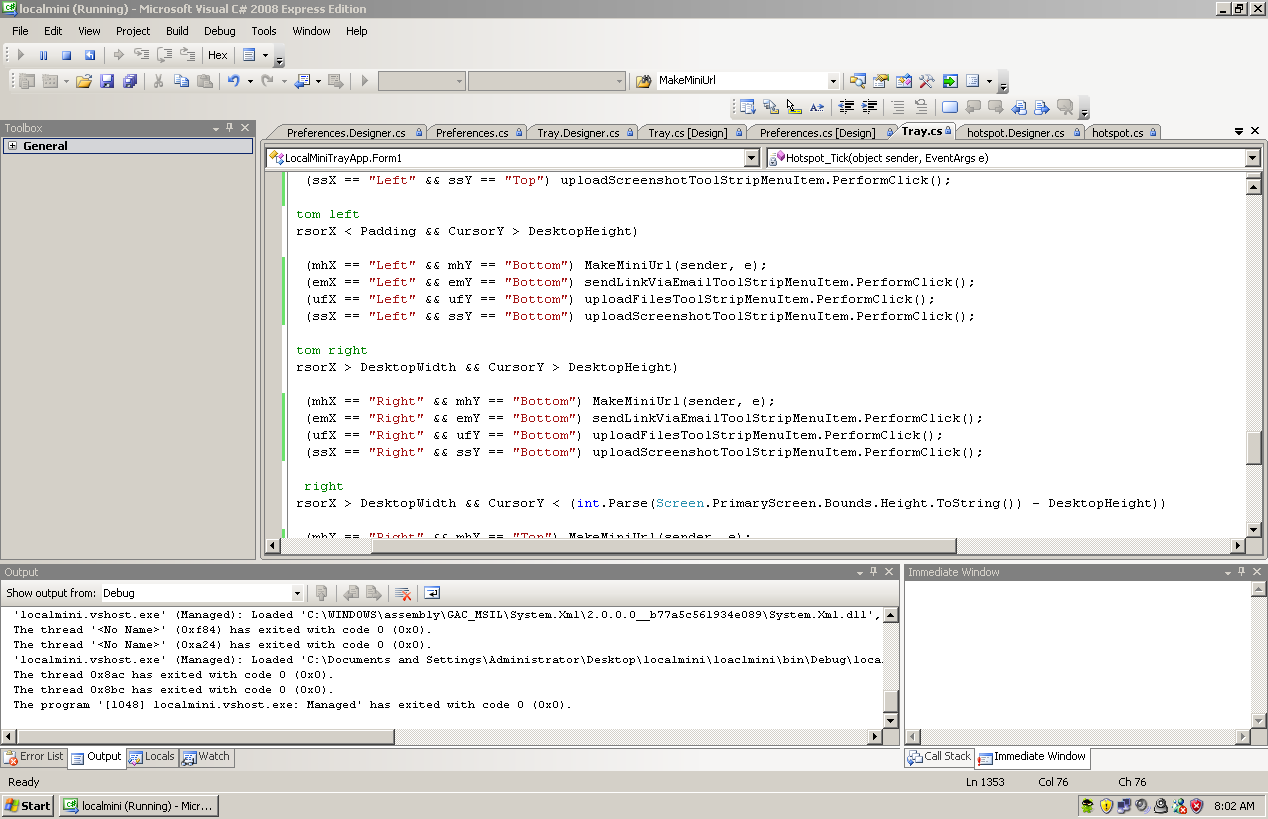 localmini (Running) - Microsoft Visual C# 2008 Express Edition
File Edit View Project Build Debug Tools Window Help
Hex
MakeMiniUrl
Toolbox
General
Preferences.Designer.cs Preferences.cs Tray.Designer.cs Tray.cs [Design] Preferences.cs [Design] Tray.cs hotspot.Designer.cs hotspot.cs
LocalMiniTrayApp.Form1 Hotspot_Tick(object sender, EventArgs e)
(ssX == "Left" && ssY == "Top") uploadScreenshotToolStripMenuItem.PerformClick();
tom left
rsorX < Padding && CursorY > DesktopHeight)
(mhX == "Left" && mhY == "Bottom") MakeMiniUrl(sender, e);
(emX == "Left" && emY == "Bottom") sendLinkViaEmailToolStripMenuItem.PerformClick();
(ufX == "Left" && ufY == "Bottom") uploadFilesToolStripMenuItem.PerformClick();
(ssX == "Left" && ssY == "Bottom") uploadScreenshotToolStripMenuItem.PerformClick();
tom right
rsorX > DesktopWidth && CursorY > DesktopHeight)
(mhX == "Right" && mhY == "Bottom") MakeMiniUrl(sender, e);
(emX == "Right" && emY == "Bottom") sendLinkViaEmailToolStripMenuItem.PerformClick();
(ufX == "Right" && ufY == "Bottom") uploadFilesToolStripMenuItem.PerformClick();
(ssX == "Right" && ssY == "Bottom") uploadScreenshotToolStripMenuItem.PerformClick();
right
rsorX > DesktopWidth && CursorY < (int.Parse(Screen.PrimaryScreen.Bounds.Height.ToString()) - DesktopHeight))
(mhX == "Right" && mhY == "Top") MakeMiniUrl(sender, e);
Output
Show output from: Debug
'localmini.vshost.exe' (Managed): Loaded 'C:\WINDOWS\assembly\GAC_MSIL\System.Xml\2.0.0.0__b77a5c561934e089\System.Xml.dll',
The thread '<No Name>' (0xf84) has exited with code 0 (0x0).
The thread '<No Name>' (0xa24) has exited with code 0 (0x0).
'localmini.vshost.exe' (Managed): Loaded 'C:\Documents and Settings\Administrator\Desktop\localmini\loaclmini\bin\Debug\loca
The thread 0x8ac has exited with code 0 (0x0).
The thread 0x8bc has exited with code 0 (0x0).
The program '[1048] localmini.vshost.exe: Managed' has exited with code 0 (0x0).
Immediate Window
Error List Output Locals Watch
Call Stack Immediate Window
Ready Ln 1353 Col 76 Ch 76
Start localmini (Running) - Micr... 8:02 AM